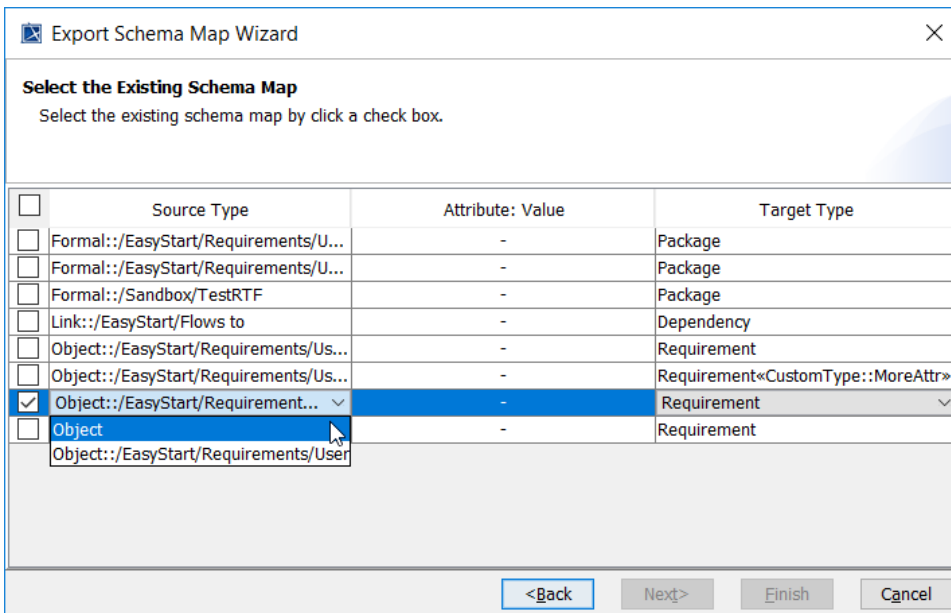 Export Schema Map Wizard
Select the Existing Schema Map
Select the existing schema map by click a check box.
Source Type Attribute: Value Target Type
Formal::/EasyStart/Requirements/U... - Package
Formal::/EasyStart/Requirements/U... - Package
Formal::/Sandbox/TestRTF - Package
Link::/EasyStart/Flows to - Dependency
Object::/EasyStart/Requirements/Us... - Requirement
Object::/EasyStart/Requirements/Us... - Requirement«CustomType::MoreAttr»
Object::/EasyStart/Requirement... - Requirement
Object - Requirement
Object::/EasyStart/Requirements/User
<Back Next> Finish Cancel